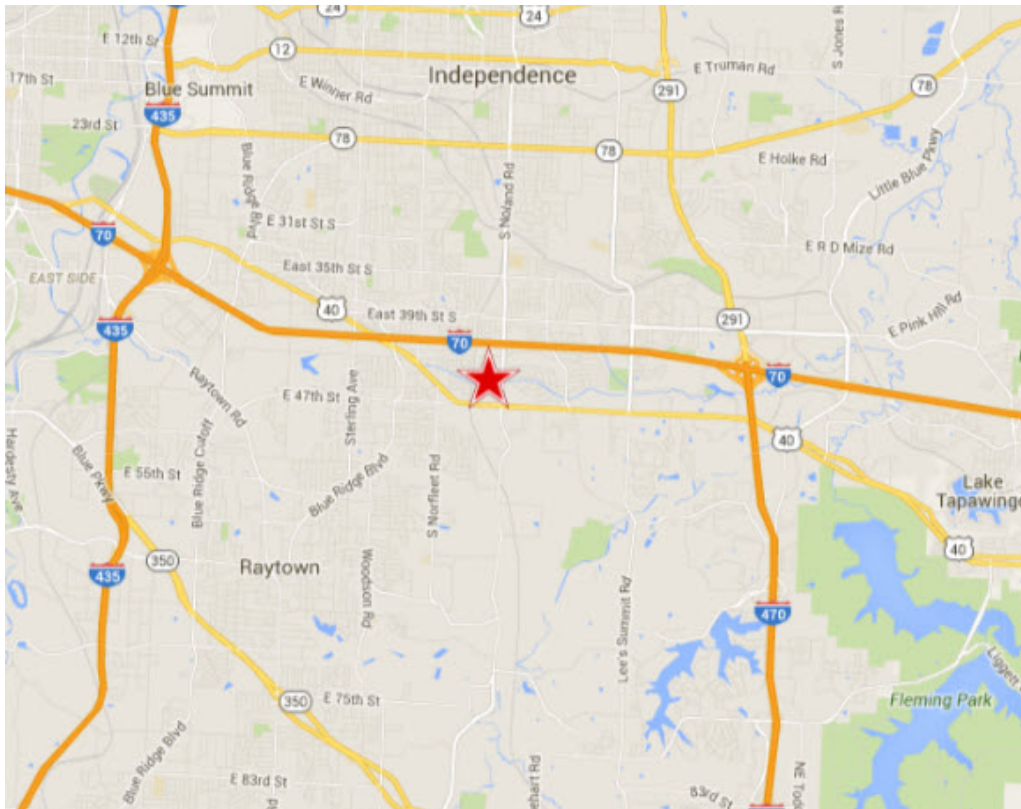 24
24
E 12th St
12
Independence
E Truman Rd
S Jones R
17th St
Blue Summit
E Winner Rd
291
78
435
23rd St
78
78
E Holke Rd
Little Blue Pkwy
Blue Ridge Blvd
S Noland Rd
E 31st St S
70
E R D Mize Rd
EAST SIDE
East 35th St S
40
East 39th St S
291
E Pink Hill Rd
435
70
70
Raytown Rd
E 47th St
Sterling Ave
40
Hardesty Ave
Blue Pkwy
E 55th St
Blue Ridge Cutoff
Blue Ridge Blvd
S Norfleet Rd
Lake
Tapawingo
40
350
435
Raytown
Woodson Rd
Lee's Summit Rd
470
Liggett
350
E 75th St
Fleming Park
Blue Ridge Blvd
E 83rd St
ehart Rd
83rd St
NE Tod